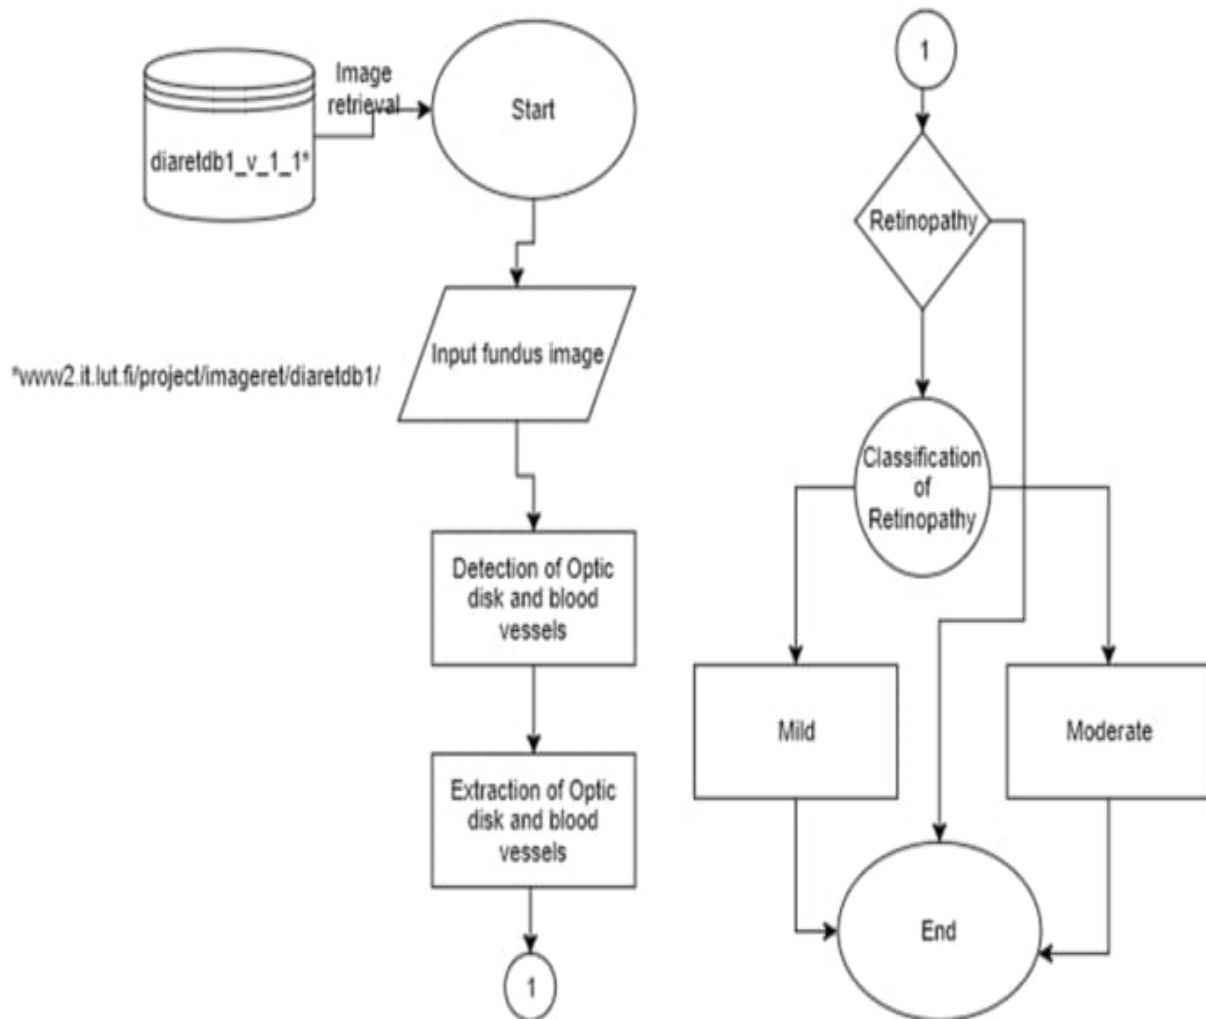 Image
retrieval
diaretdb1_v_1_1*
Start
Input fundus image
*www2.it.lut.fi/project/imageret/diaretdb1/
Detection of Optic
disk and blood
vessels
Extraction of Optic
disk and blood
vessels
1
1
Retinopathy
Classification
of
Retinopathy
Mild
Moderate
End